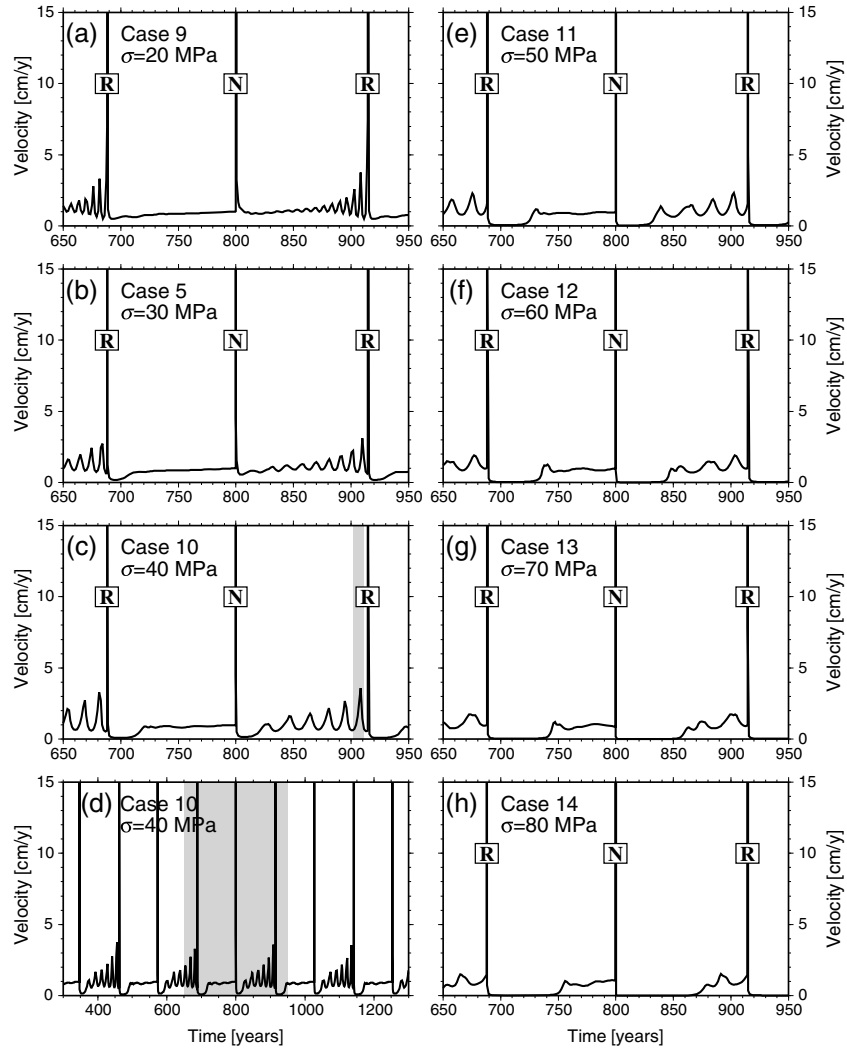 (a) Case 9
σ=20 MPa
R N R
Velocity [cm/y]
15
10
5
0
650 700 750 800 850 900 950
(e) Case 11
σ=50 MPa
R N R
Velocity [cm/y]
15
10
5
0
650 700 750 800 850 900 950
(b) Case 5
σ=30 MPa
R N R
Velocity [cm/y]
15
10
5
0
650 700 750 800 850 900 950
(f) Case 12
σ=60 MPa
R N R
Velocity [cm/y]
15
10
5
0
650 700 750 800 850 900 950
(c) Case 10
σ=40 MPa
R N R
Velocity [cm/y]
15
10
5
0
650 700 750 800 850 900 950
(g) Case 13
σ=70 MPa
R N R
Velocity [cm/y]
15
10
5
0
650 700 750 800 850 900 950
(d) Case 10
σ=40 MPa
Velocity [cm/y]
15
10
5
0
400 600 800 1000 1200
Time [years]
(h) Case 14
σ=80 MPa
R N R
Velocity [cm/y]
15
10
5
0
650 700 750 800 850 900 950
Time [years]